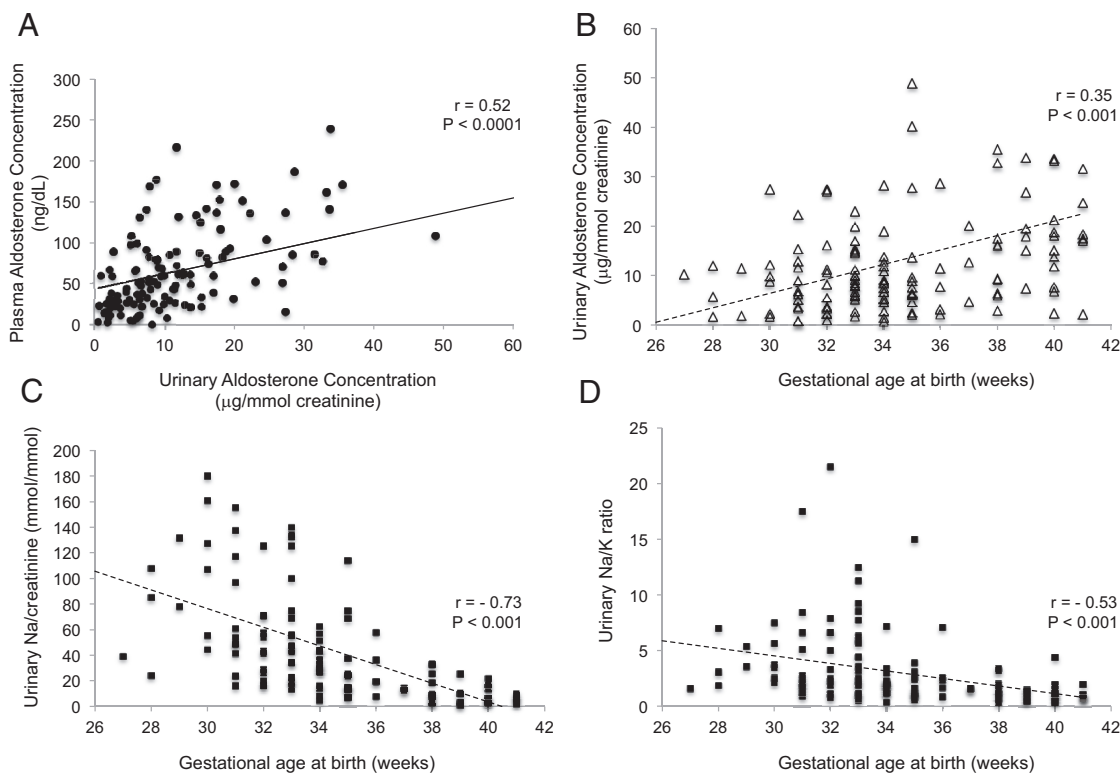 A
Plasma Aldosterone Concentration
(ng/dL)
300
250
200
150
100
50
0
r = 0.52
P < 0.0001
0 10 20 30 40 50 60
Urinary Aldosterone Concentration
(µg/mmol creatinine)
B
Urinary Aldosterone Concentration
(µg/mmol creatinine)
60
50
40
30
20
10
0
r = 0.35
P < 0.001
26 28 30 32 34 36 38 40 42
Gestational age at birth (weeks)
C
Urinary Na/creatinine (mmol/mmol)
200
180
160
140
120
100
80
60
40
20
0
r = - 0.73
P < 0.001
26 28 30 32 34 36 38 40 42
Gestational age at birth (weeks)
D
Urinary Na/K ratio
25
20
15
10
5
0
r = - 0.53
P < 0.001
26 28 30 32 34 36 38 40 42
Gestational age at birth (weeks)